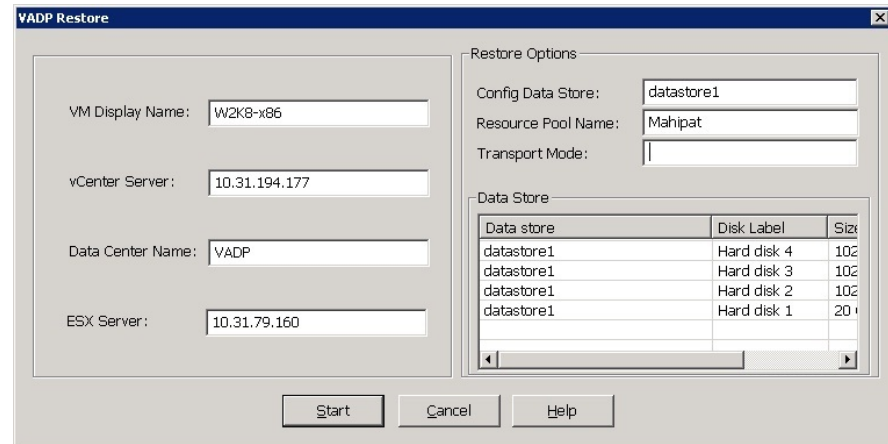 VADP Restore
VM Display Name: W2K8-x86
vCenter Server: 10.31.194.177
Data Center Name: VADP
ESX Server: 10.31.79.160
Restore Options
Config Data Store: datastore1
Resource Pool Name: Mahipat
Transport Mode:
Data Store
Data store Disk Label Size
datastore1 Hard disk 4 102
datastore1 Hard disk 3 102
datastore1 Hard disk 2 102
datastore1 Hard disk 1 20
Start Cancel Help